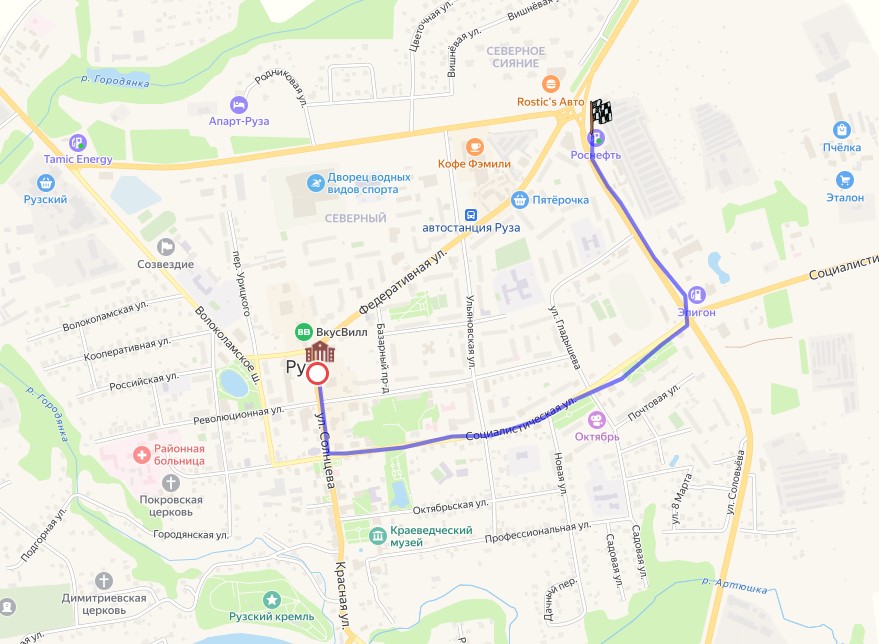 Вишнёвая ул.
Цветочная ул.
Вишнёвая ул.
СЕВЕРНОЕ
СИЯНИЕ
р. Городянка
Родниковая ул.
Rostic's Авто
Апарт-Руза
Tamic Energy
Кофе Фэмили
Роснефть
Пчёлка
Рузский
Дворец водных
видов спорта
Пятёрочка
Эталон
СЕВЕРНЫЙ
автостанция Руза
Созвездие
пер. Урицкого
Федеративная ул.
Социалисти
Эпигон
Волоколамская ул.
Волоколамское ш.
ВВ
ВкусВилл
Базарный пр-д
Ульяновская ул.
ул. Гладышева
Кооперативная ул.
Ру
Российская ул.
р. Городянка
Революционная ул.
ул. Солнцева
Социалистическая ул.
Октябрь
Почтовая ул.
Районная
больница
Покровская
церковь
Новая ул.
ул. 8 Марта
ул. Соловьёва
Октябрьская ул.
Городянская ул.
Подгорная ул.
Краеведческий
музей
Профессиональная ул.
Садовая ул.
Садовая ул.
Красная ул.
Димитриевская
церковь
Рузский кремль
Дачный пер.
р. Артюшка
ая ул.
Р